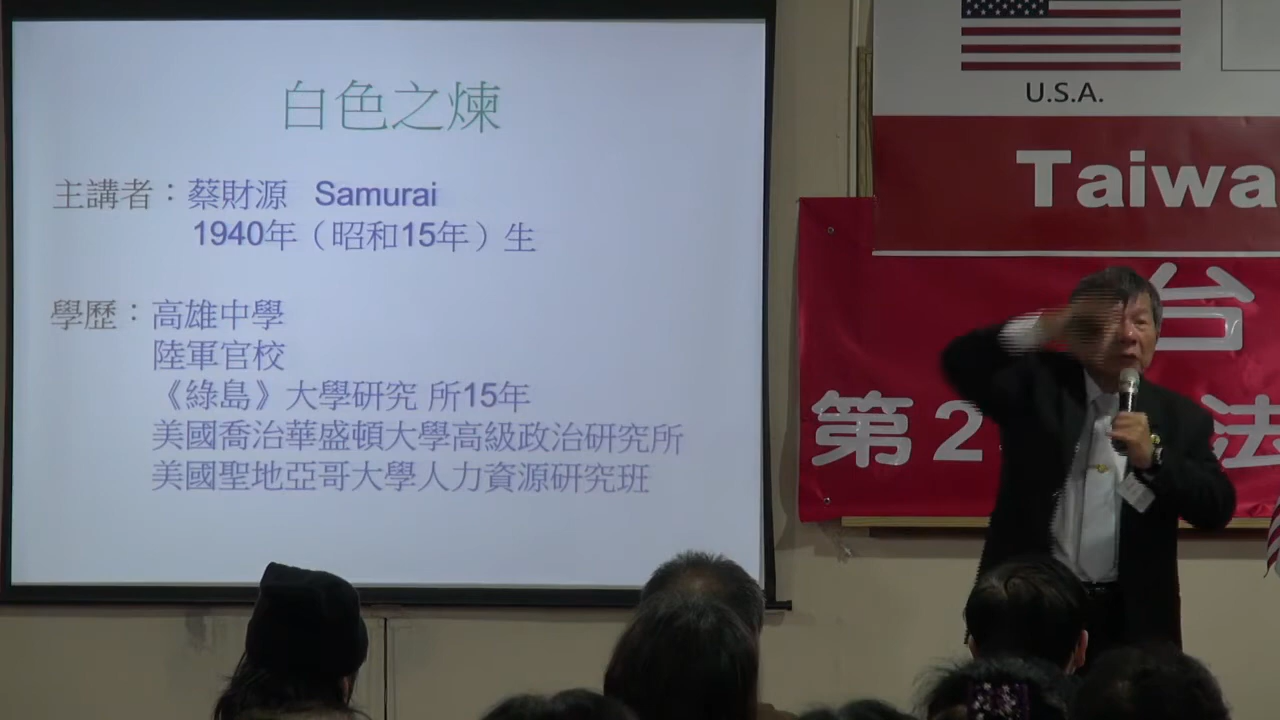 白色之煉
主講者：蔡財源 Samurai
1940年（昭和15年）生
學歷：高雄中學
陸軍官校
《綠島》大學研究 所15年
美國喬治華盛頓大學高級政治研究所
美國聖地亞哥大學人力資源研究班
U.S.A.
Taiwa
台
第2 法